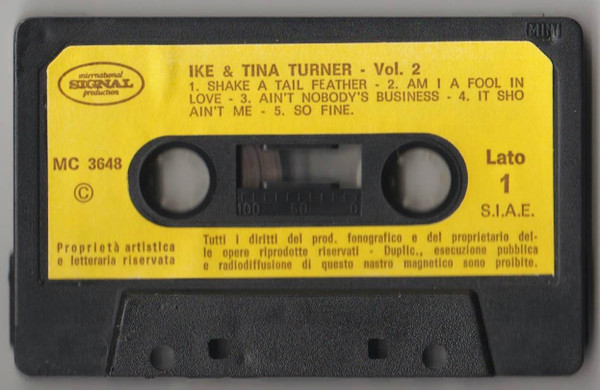 international
SIGNAL
production
IKE & TINA TURNER - Vol. 2
1. SHAKE A TAIL FEATHER - 2. AM I A FOOL IN
LOVE - 3. AIN'T NOBODY'S BUSINESS - 4. IT SHO
AIN'T ME - 5. SO FINE.
MC 3648
©
100 50 0
Lato
1
S.I.A.E.
Proprietà artistica
e letteraria riservata
Tutti i diritti del prod. fonografico e del proprietario del-
le opere riprodotte riservati - Duplic., esecuzione pubblica
e radiodiffusione di questo nastro magnetico sono proibite.